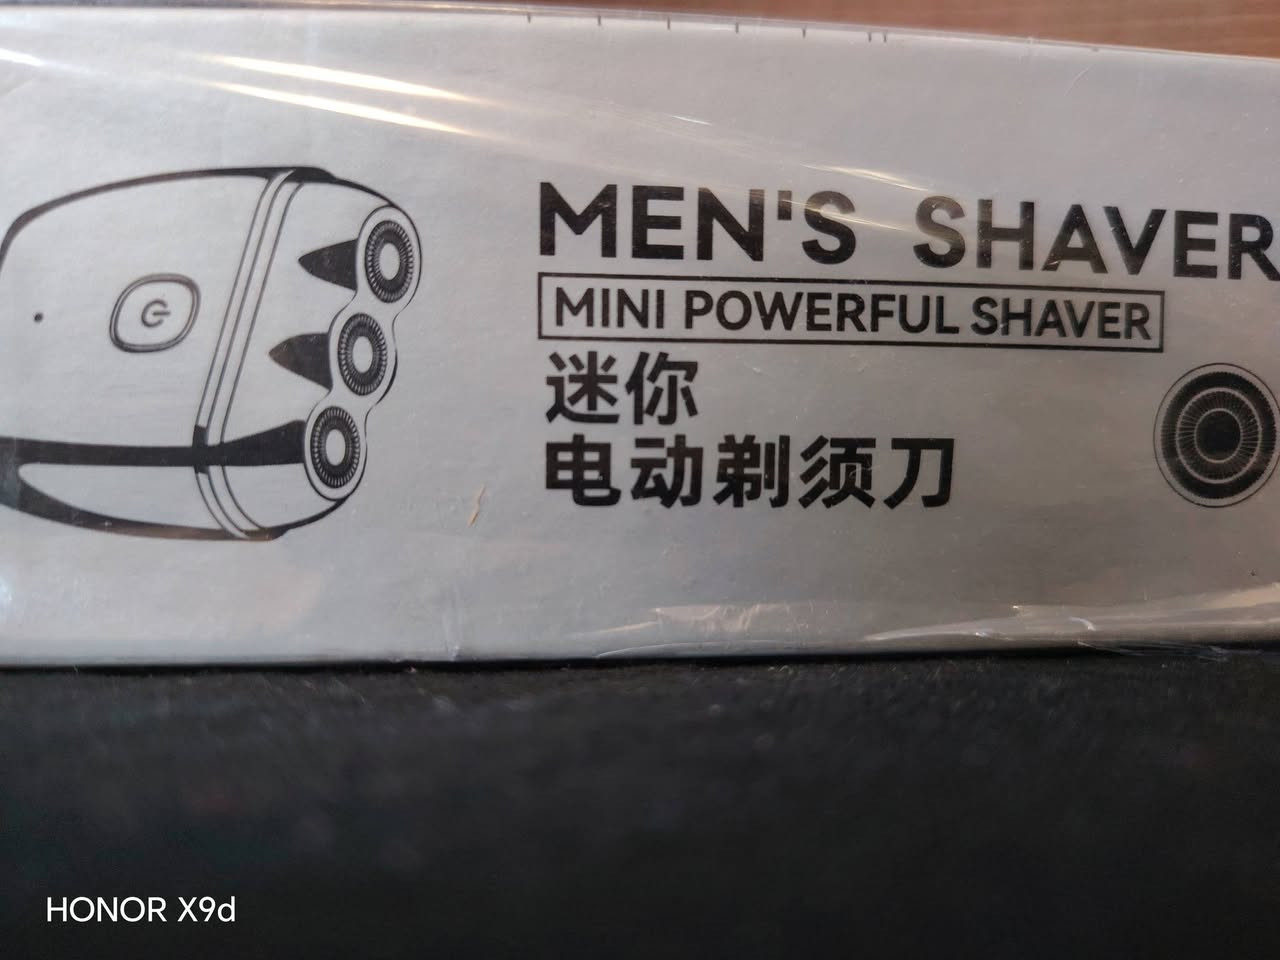 MEN'S SHAVER
MINI POWERFUL SHAVER
迷你
电动剃须刀
HONOR X9d